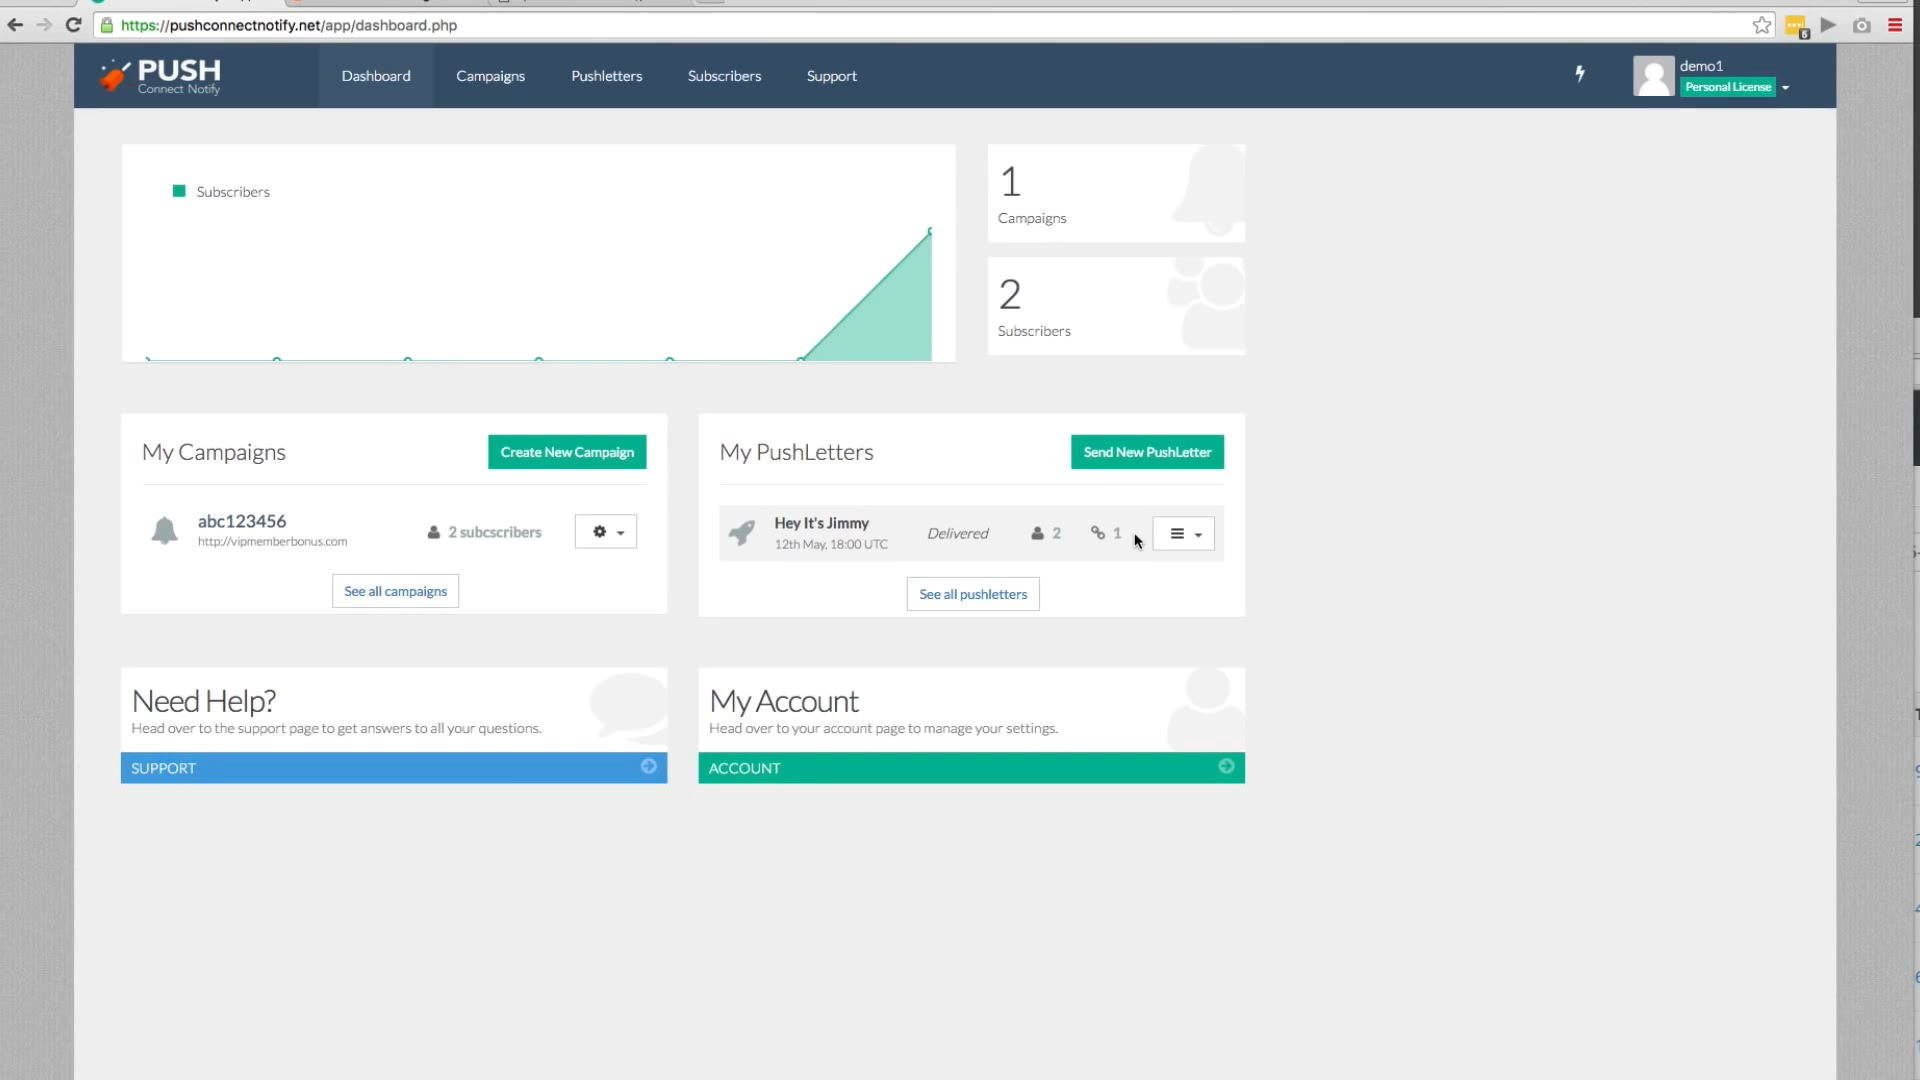 https://pushconnectnotify.net/app/dashboard.php
PUSH
Connect Notify
Dashboard
Campaigns
Pushletters
Subscribers
Support
demo1
Personal License
Subscribers
1
Campaigns
2
Subscribers
My Campaigns
Create New Campaign
abc123456
http://vipmemberbonus.com
2 subcscribers
See all campaigns
My PushLetters
Send New PushLetter
Hey It's Jimmy
12th May, 18:00 UTC
Delivered
2
1
See all pushletters
Need Help?
Head over to the support page to get answers to all your questions.
SUPPORT
My Account
Head over to your account page to manage your settings.
ACCOUNT